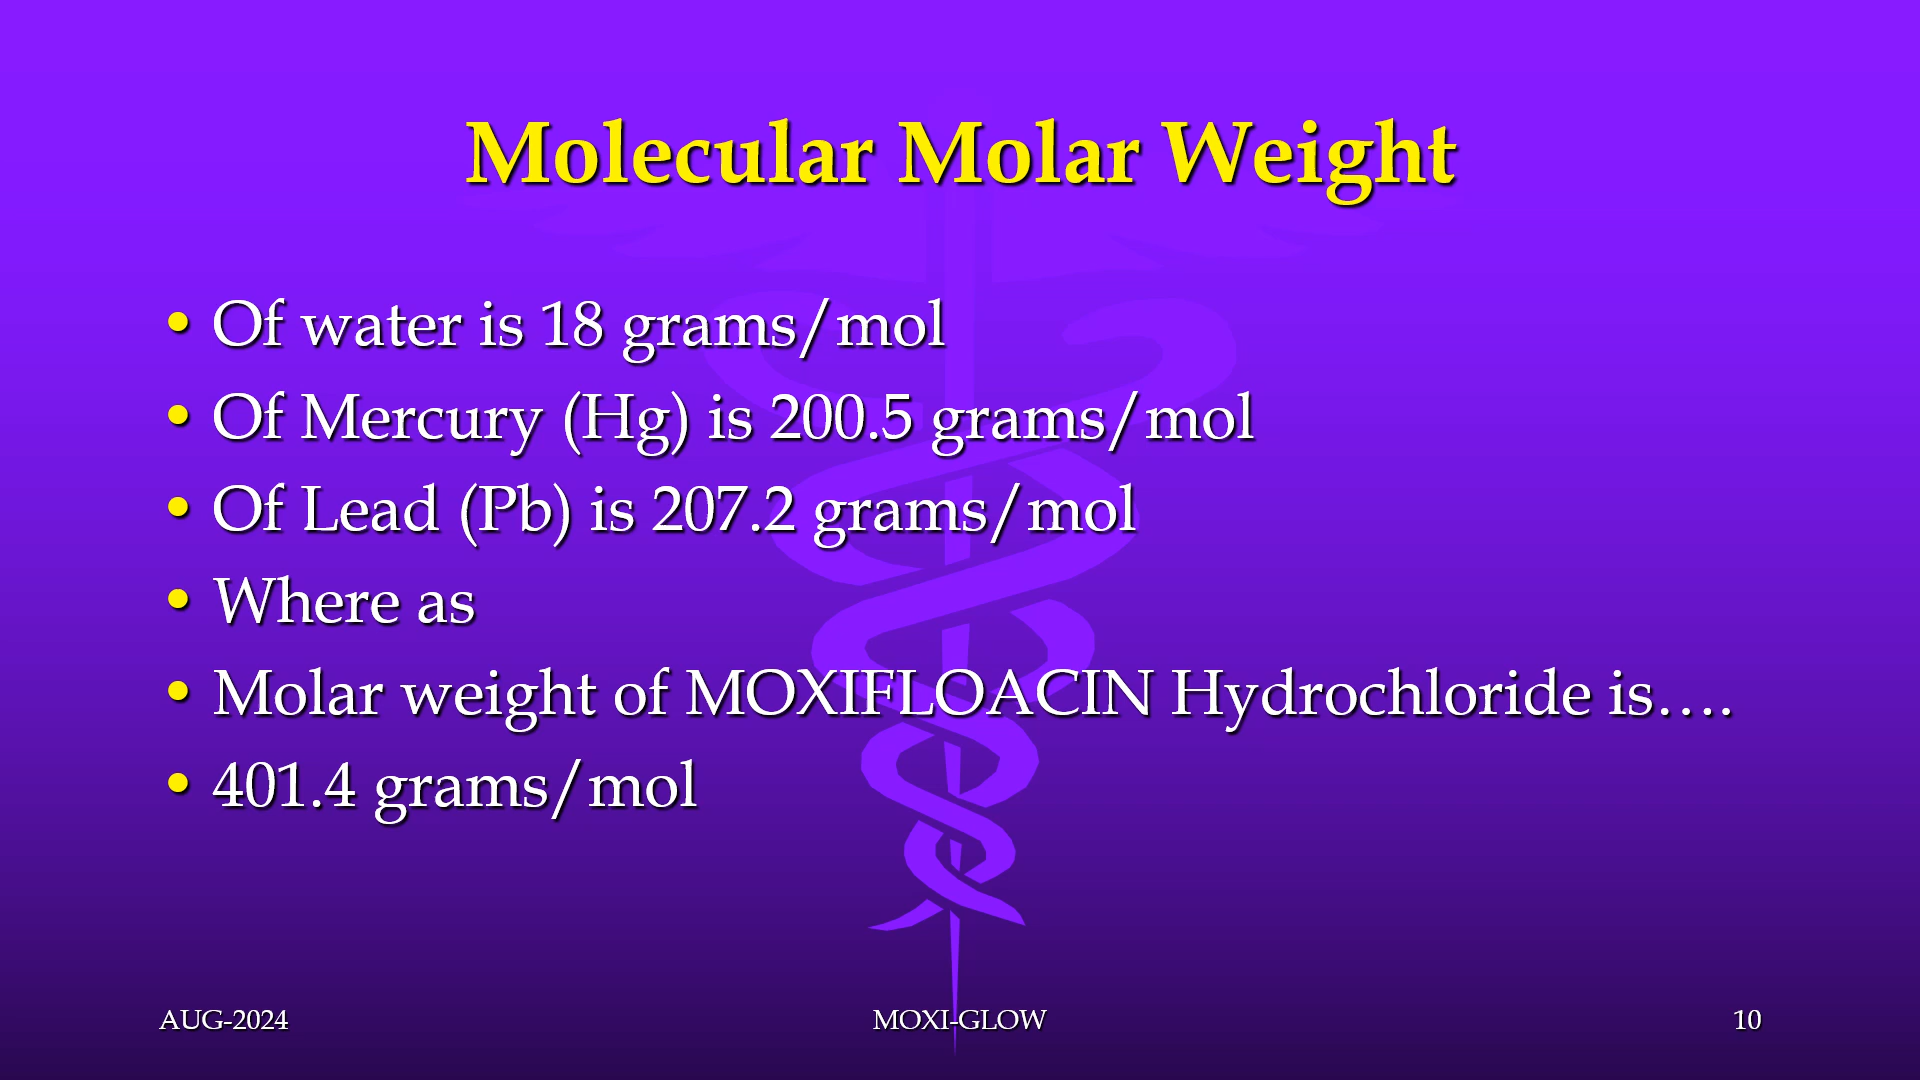 Molecular Molar Weight
• Of water is 18 grams/mol
• Of Mercury (Hg) is 200.5 grams/mol
• Of Lead (Pb) is 207.2 grams/mol
• Where as
• Molar weight of MOXIFLOACIN Hydrochloride is….
• 401.4 grams/mol
AUG-2024
MOXI-GLOW
10